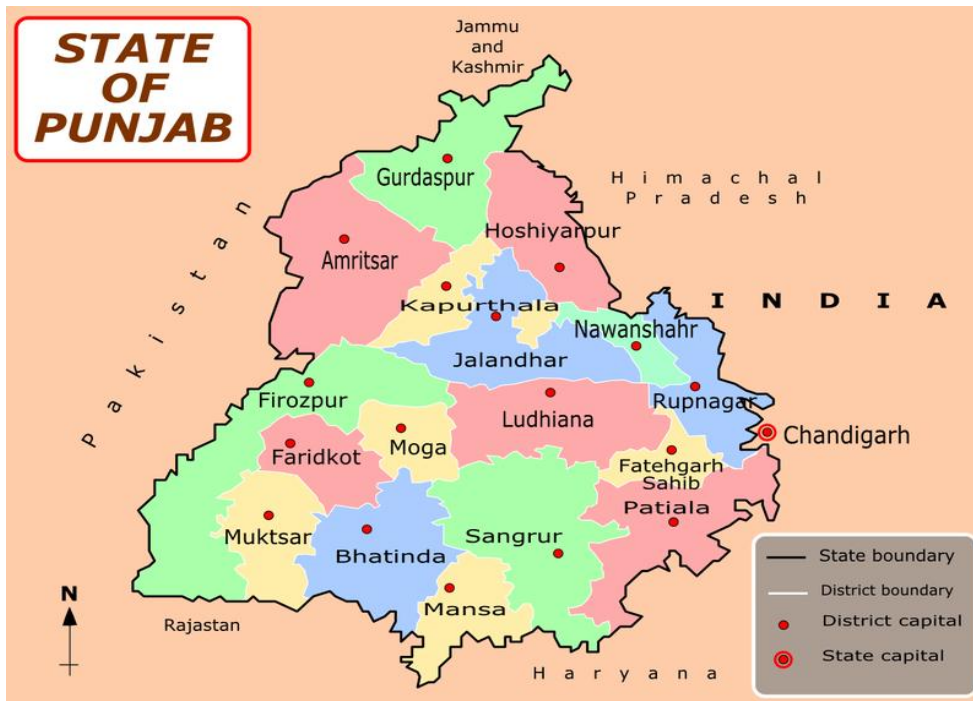 STATE
OF
PUNJAB
Jammu
and
Kashmir
Gurdaspur
Himachal
Pradesh
Hoshiyarpur
Amritsar
Pakistan
Kapurthala
INDIA
Nawanshahr
Jalandhar
Firozpur
Rupnagar
Ludhiana
Chandigarh
Moga
Faridkot
Fatehgarh
Sahib
Patiala
Muktsar
Sangrur
Bhatinda
Mansa
N
Rajastan
Haryana
State boundary
District boundary
District capital
State capital